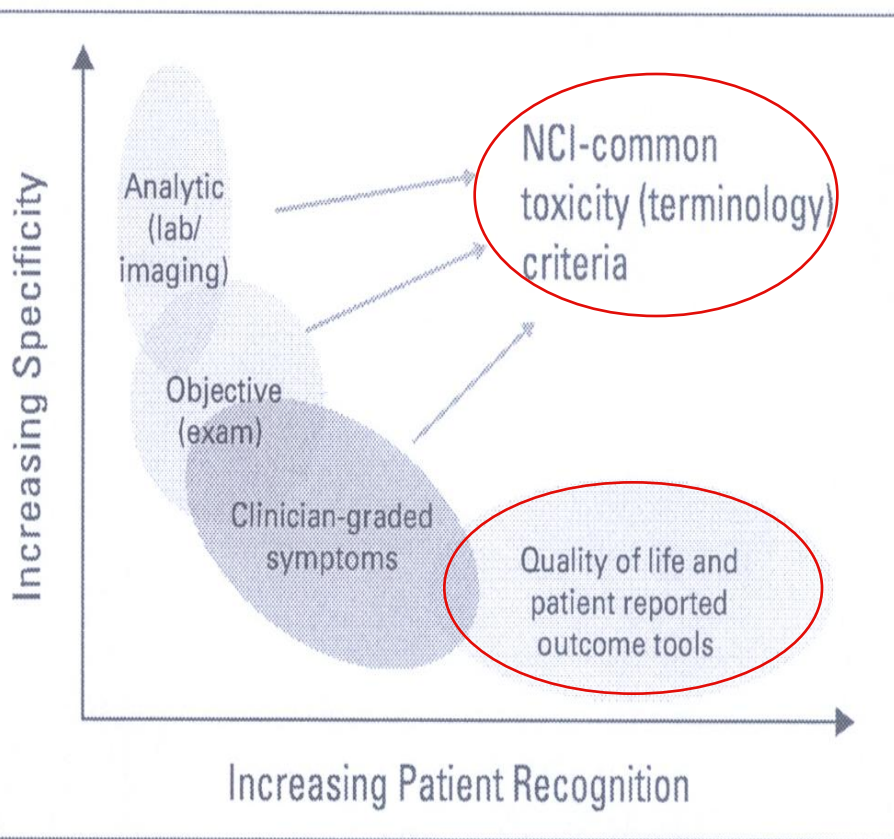 Increasing Specificity
Analytic
(lab/
imaging)
Objective
(exam)
Clinician-graded
symptoms
NCI-common
toxicity (terminology)
criteria
Quality of life and
patient reported
outcome tools
Increasing Patient Recognition